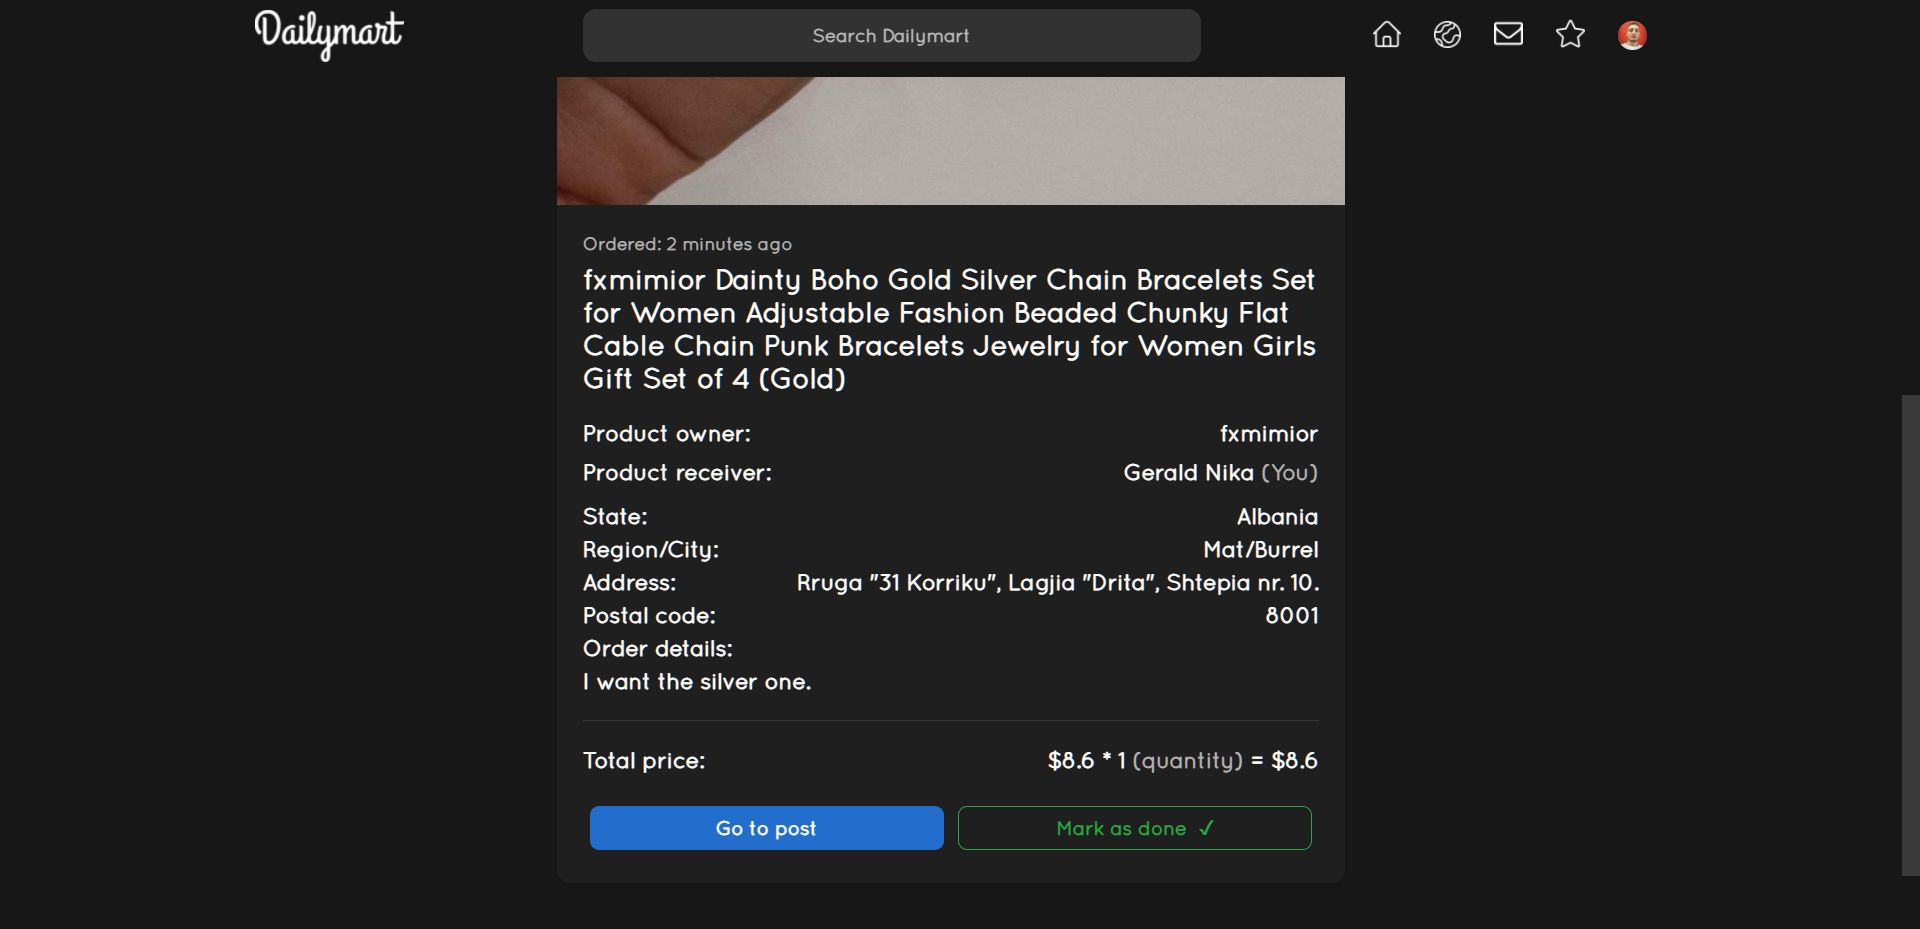 Dailymart
Search Dailymart
Ordered: 2 minutes ago
fxmimior Dainty Boho Gold Silver Chain Bracelets Set
for Women Adjustable Fashion Beaded Chunky Flat
Cable Chain Punk Bracelets Jewelry for Women Girls
Gift Set of 4 (Gold)
Product owner: fxmimior
Product receiver: Gerald Nika (You)
State: Albania
Region/City: Mat/Burrel
Address: Rruga "31 Korriku", Lagjia "Drita", Shtepia nr. 10.
Postal code: 8001
Order details:
I want the silver one.
Total price: $8.6 * 1 (quantity) = $8.6
Go to post
Mark as done ✓